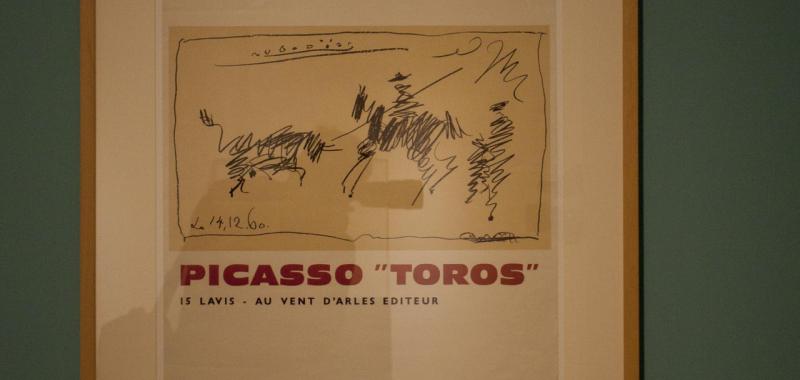 Le 14.12.60.
PICASSO "TOROS"
15 LAVIS - AU VENT D'ARLES EDITEUR